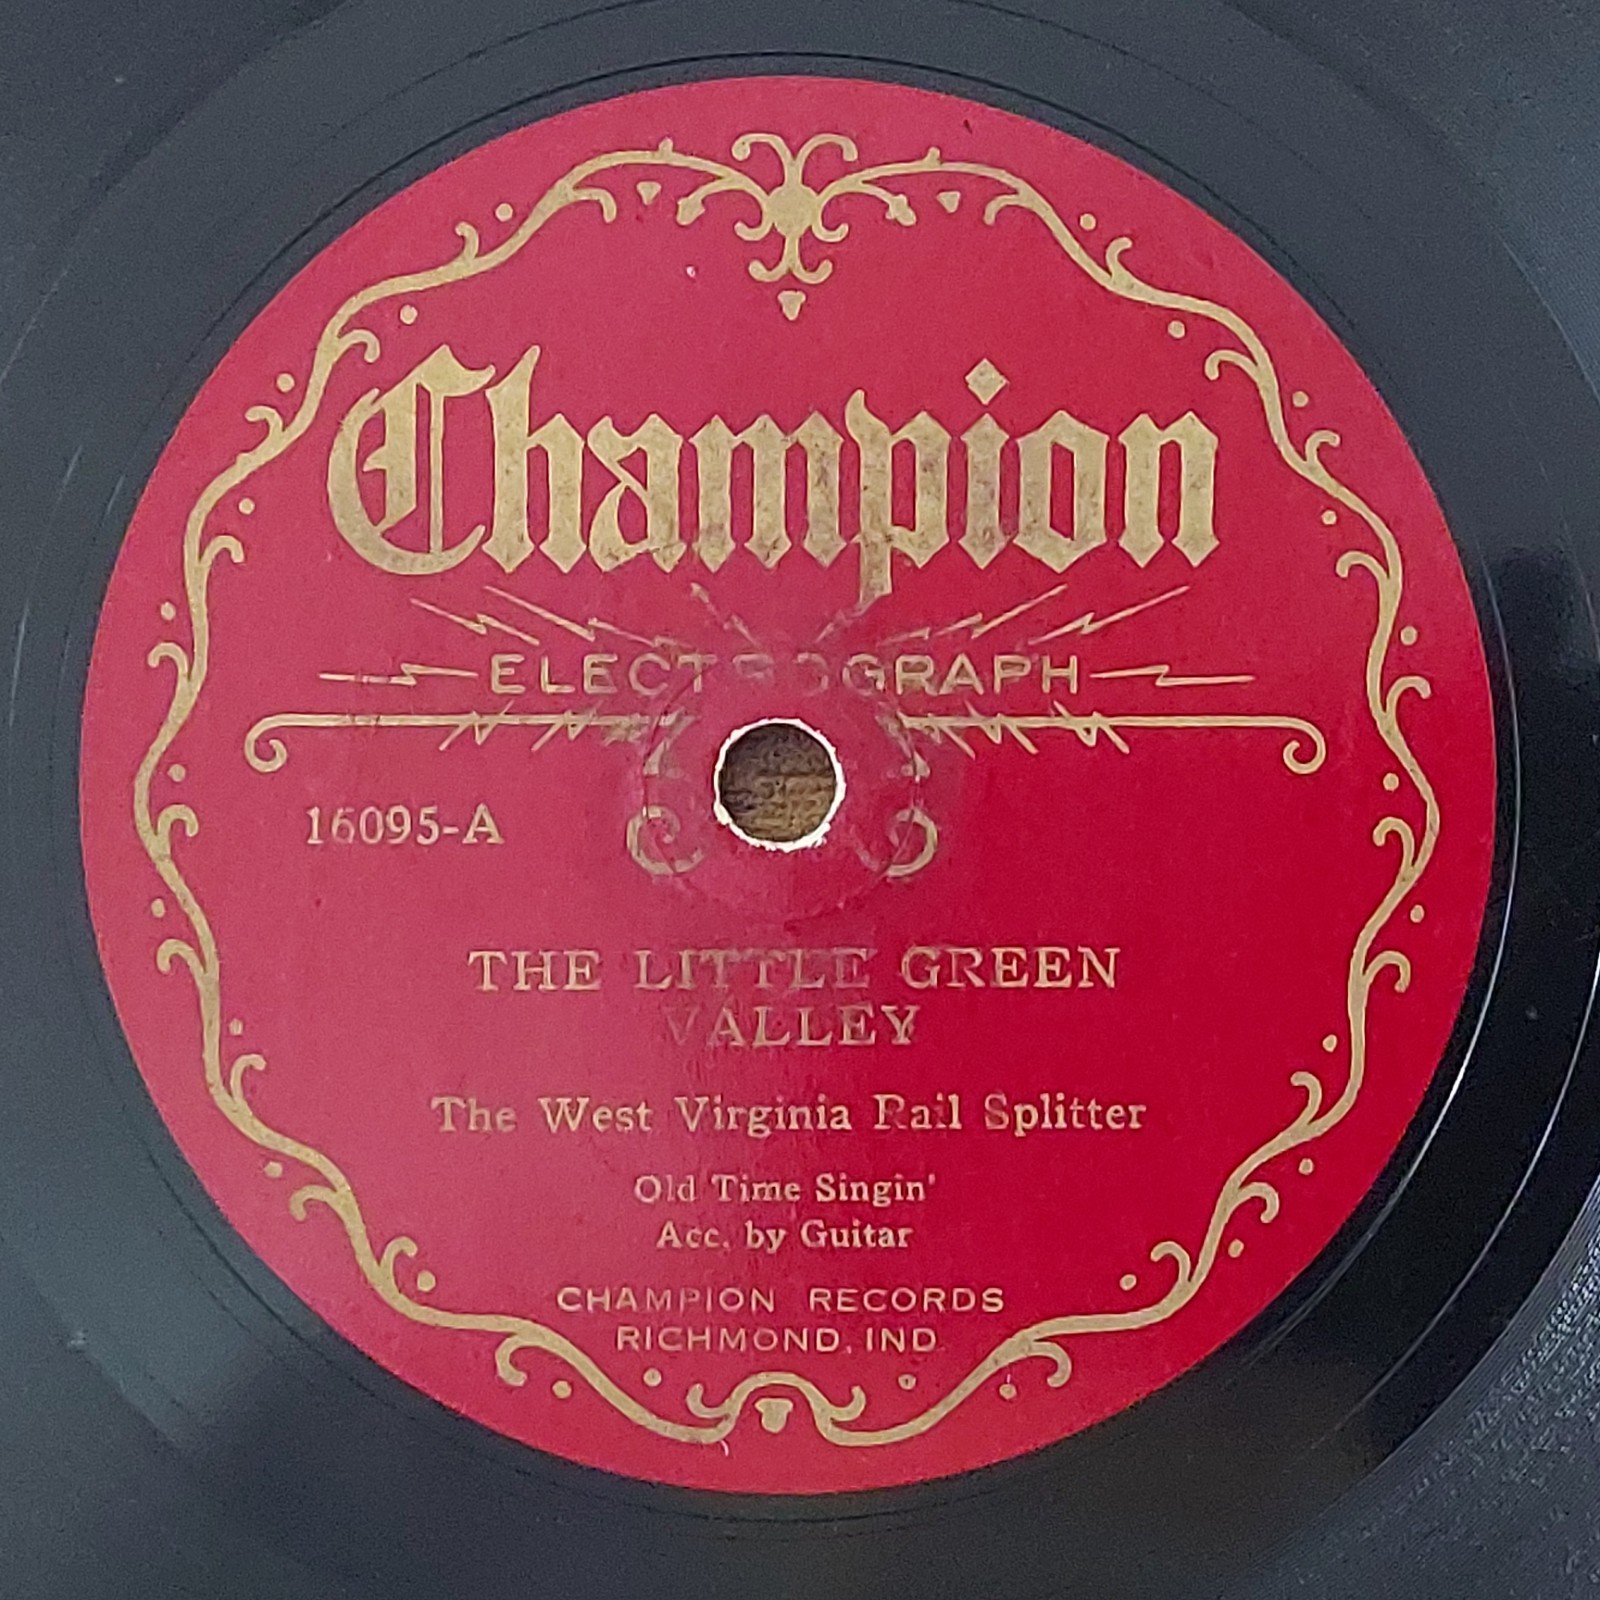 Champion
ELECTROGRAPH
16095-A
THE LITTLE GREEN
VALLEY
The West Virginia Rail Splitter
Old Time Singin'
Acc. by Guitar
CHAMPION RECORDS
RICHMOND, IND.